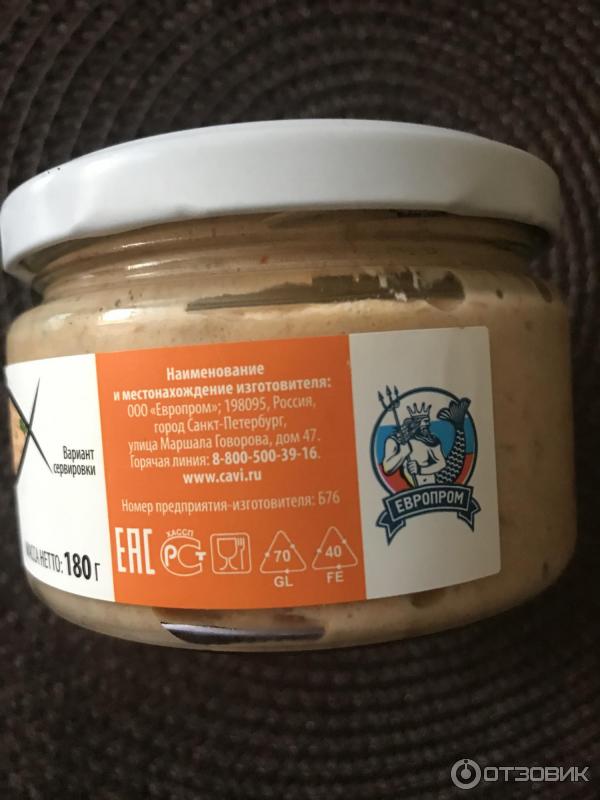 Вариант
сервировки
МАССА НЕТТО: 180 г
Наименование
и местонахождение изготовителя:
ООО «Европром»; 198095, Россия,
город Санкт-Петербург,
улица Маршала Говорова, дом 47.
Горячая линия: 8-800-500-39-16.
www.cavi.ru
Номер предприятия-изготовителя: Б76
ЕАС
ХАССП
РСТ
70
GL
40
FE
ЕВРОПРОМ
ОТЗОВИК